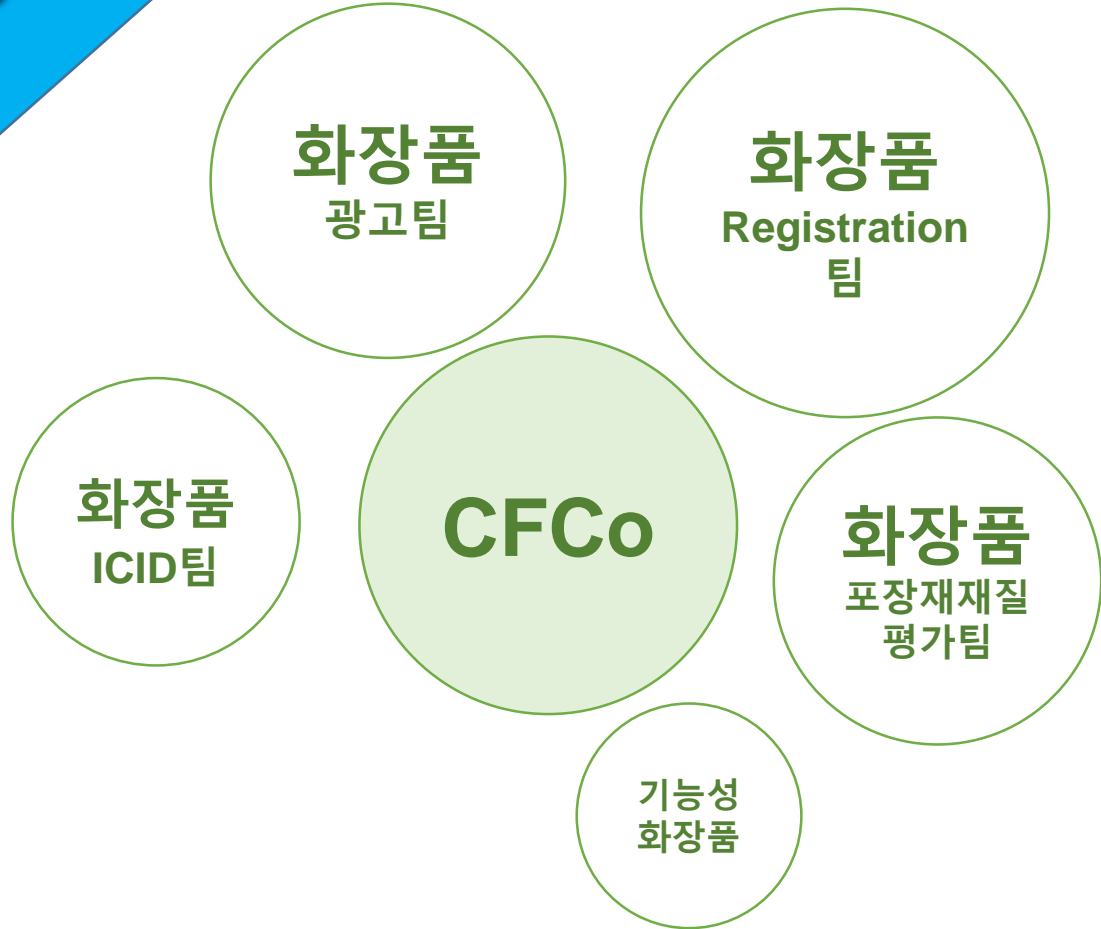 화장품
광고팀
화장품
Registration
팀
화장품
ICID팀
CFCo
화장품
포장재재질
평가팀
기능성
화장품